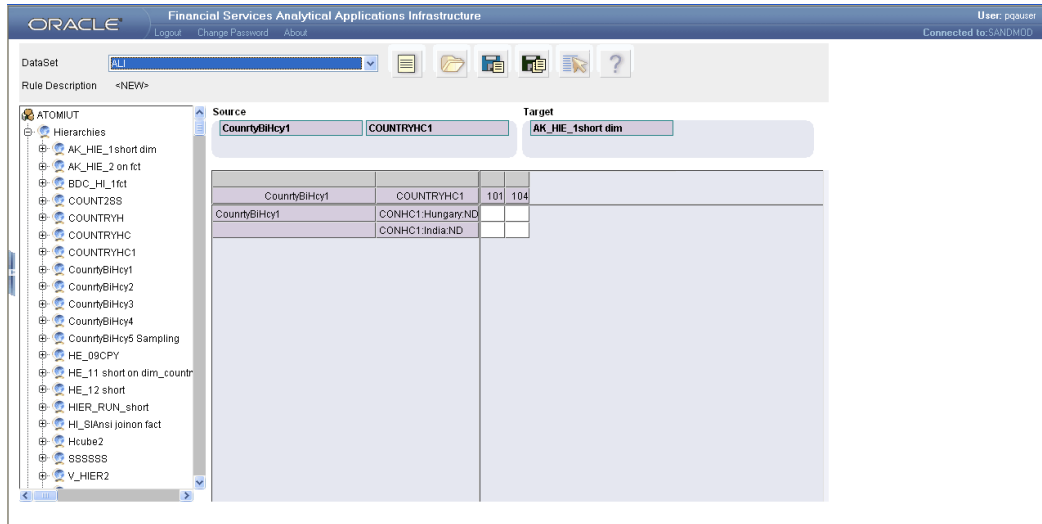 ORACLE
Financial Services Analytical Applications Infrastructure
User: pqauser
Logout Change Password About
Connected to:SANDMOD
DataSet ALI
Rule Description <NEW>
ATOMIUT
Hierarchies
AK_HIE_1short dim
AK_HIE_2 on fct
BDC_HI_1fct
COUNT2SS
COUNTRYH
COUNTRYHC
COUNTRYHC1
CounrtyBiHcy1
CounrtyBiHcy2
CounrtyBiHcy3
CounrtyBiHcy4
CounrtyBiHcy5 Sampling
HE_09CPY
HE_11 short on dim_countr
HE_12 short
HIER_RUN_short
HI_SIAnsi joinon fact
Hcube2
SSSSSS
V_HIER2
Source
CounrtyBiHcy1 COUNTRYHC1
Target
AK_HIE_1short dim
CounrtyBiHcy1 COUNTRYHC1 101 104
CounrtyBiHcy1 CONHC1:Hungary:ND
CONHC1:India:ND